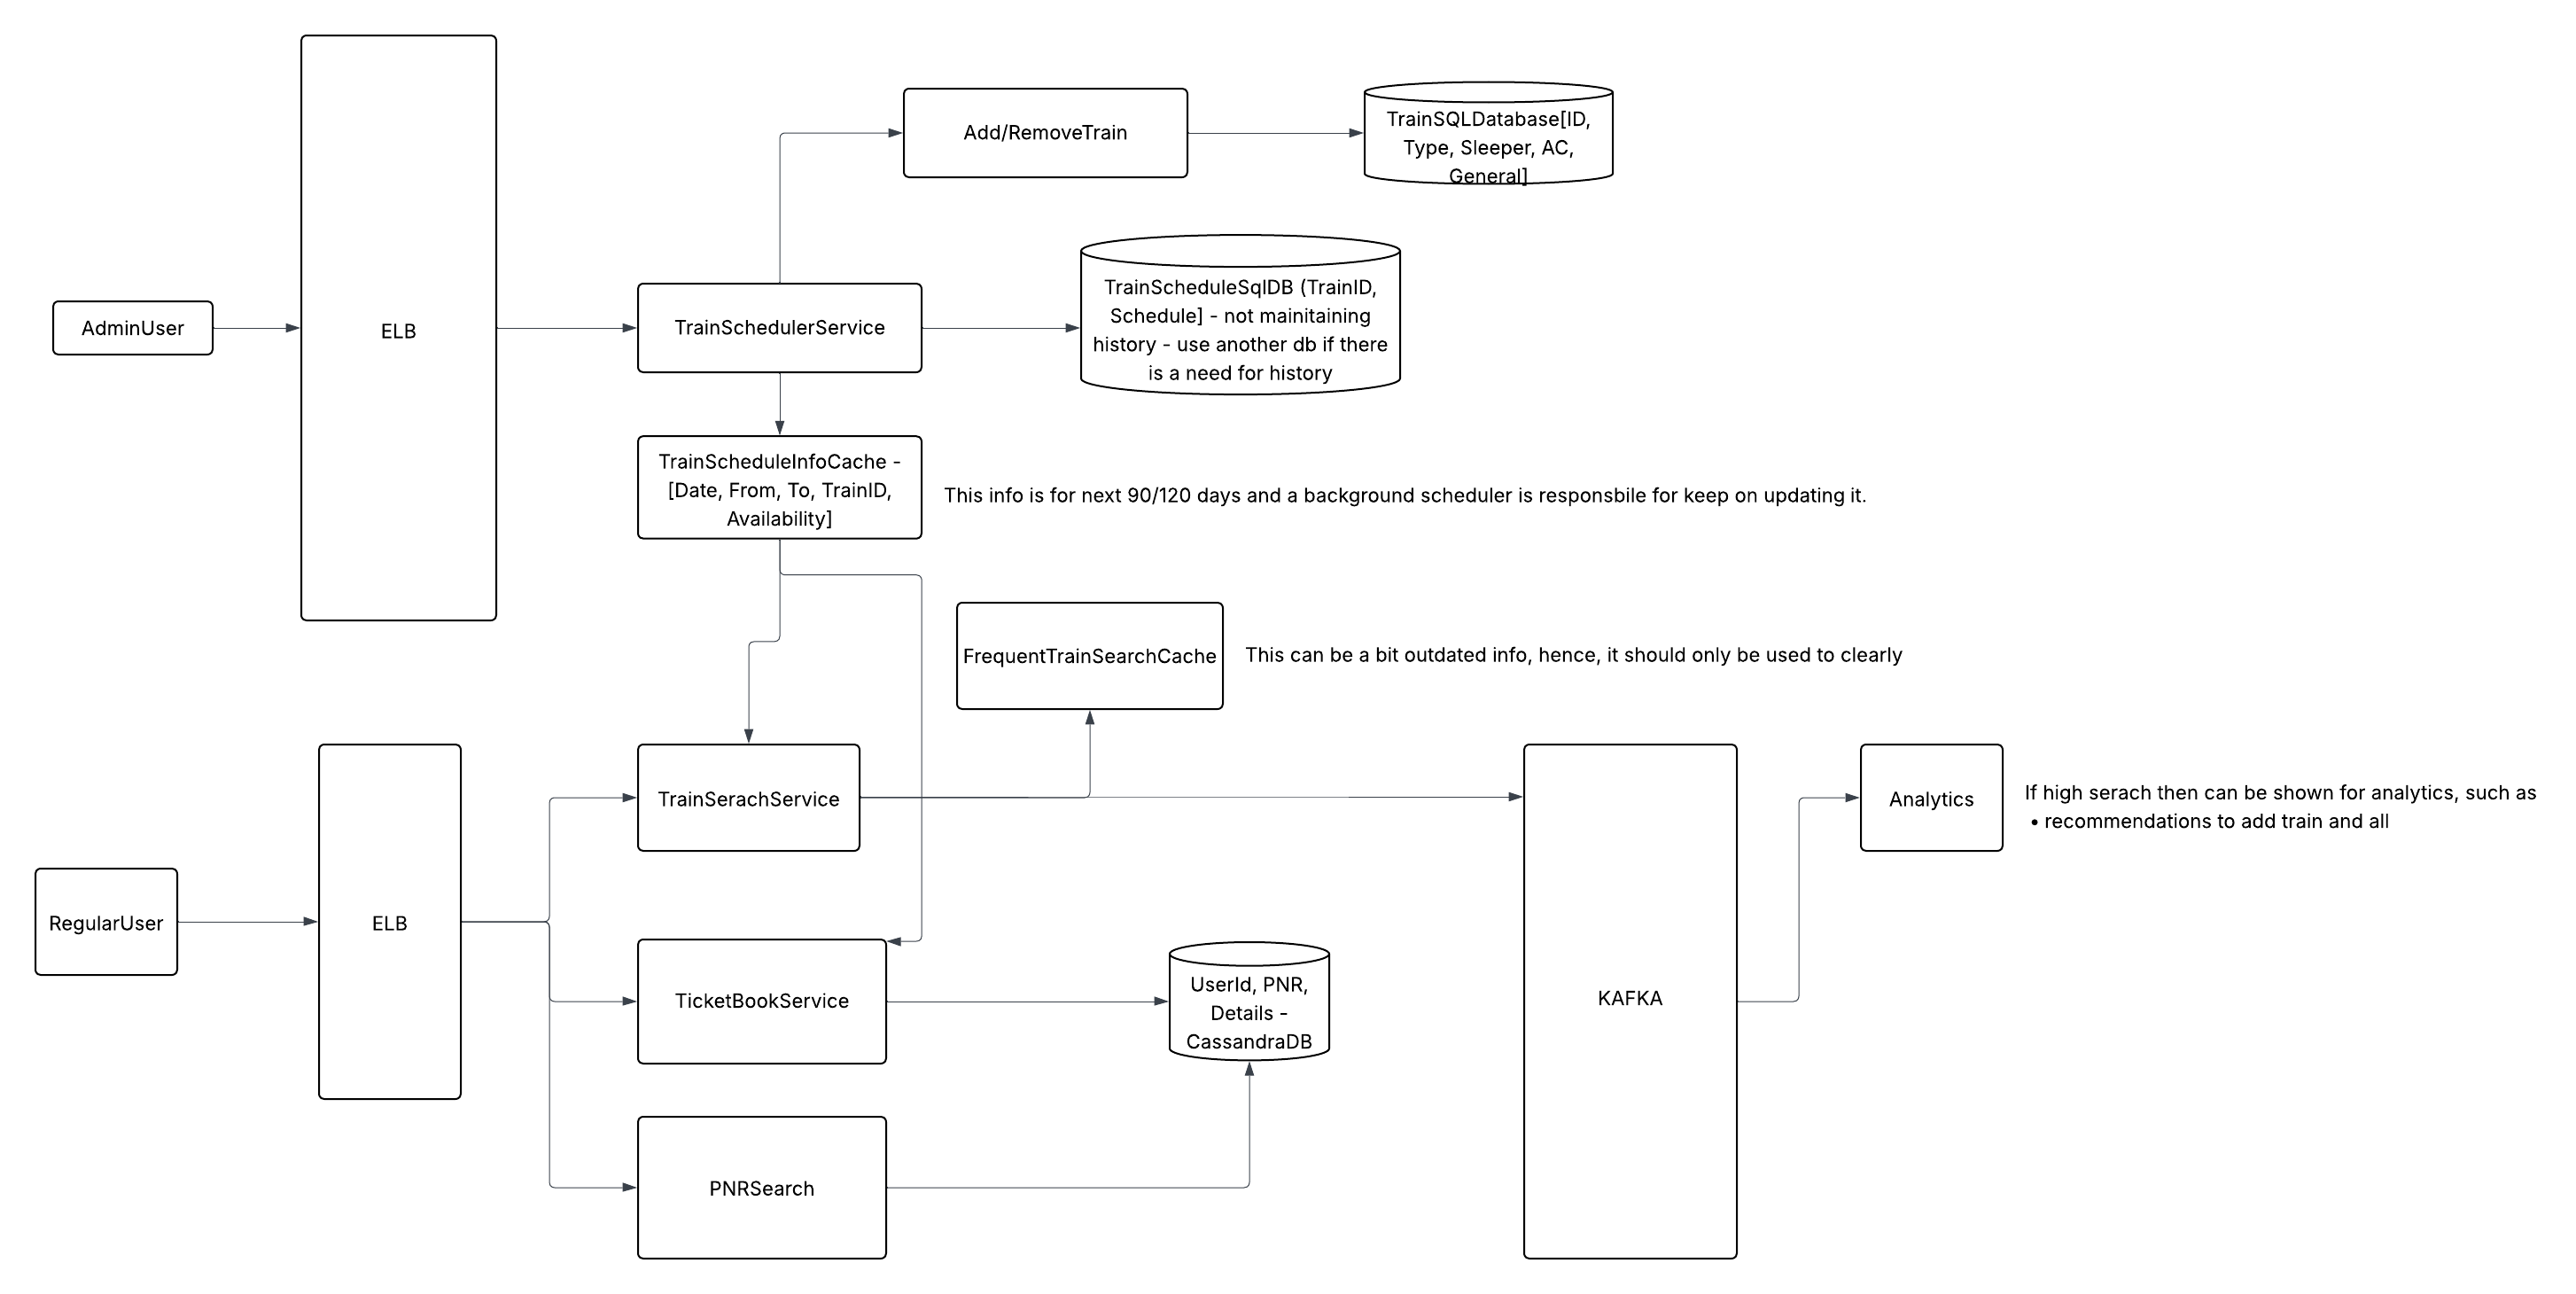 Add/RemoveTrain
TrainSQLDatabase[ID,
Type, Sleeper, AC,
General]
AdminUser
ELB
TrainSchedulerService
TrainScheduleSqlDB (TrainID,
Schedule] - not mainitaining
history - use another db if there
is a need for history
TrainScheduleInfoCache -
[Date, From, To, TrainID,
Availability]
This info is for next 90/120 days and a background scheduler is responsbile for keep on updating it.
FrequentTrainSearchCache
This can be a bit outdated info, hence, it should only be used to clearly
TrainSerachService
Analytics
If high serach then can be shown for analytics, such as
• recommendations to add train and all
RegularUser
ELB
TicketBookService
UserId, PNR,
Details -
CassandraDB
KAFKA
PNRSearch